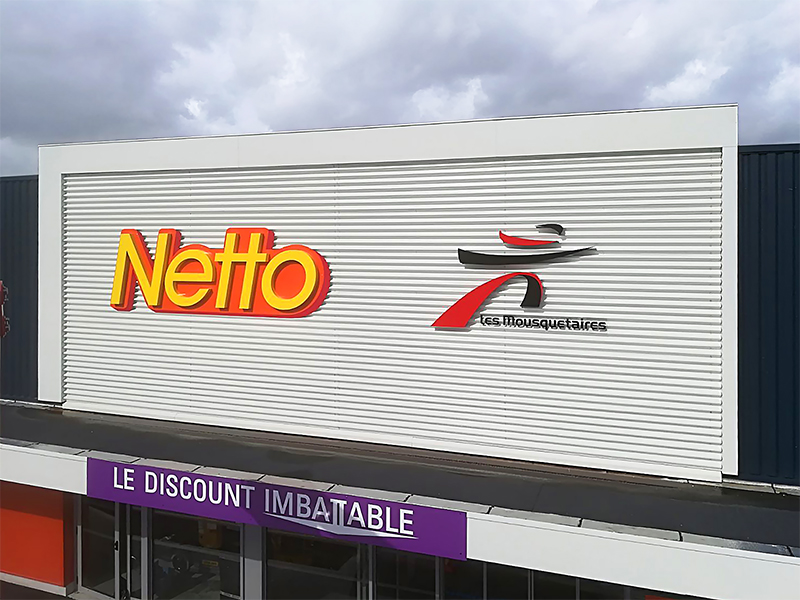 Netto
Les Mousquetaires
LE DISCOUNT IMBATTABLE